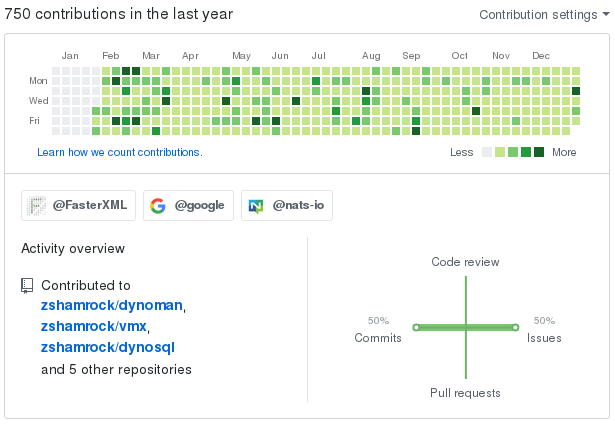 750 contributions in the last year
Contribution settings
Jan Feb Mar Apr May Jun Jul Aug Sep Oct Nov Dec
Mon
Wed
Fri
Learn how we count contributions.
Less More
@FasterXML @google @nats-io
Activity overview
Contributed to
zshamrock/dynoman,
zshamrock/vmx,
zshamrock/dynosql
and 5 other repositories
Code review
50%
Commits
50%
Issues
Pull requests